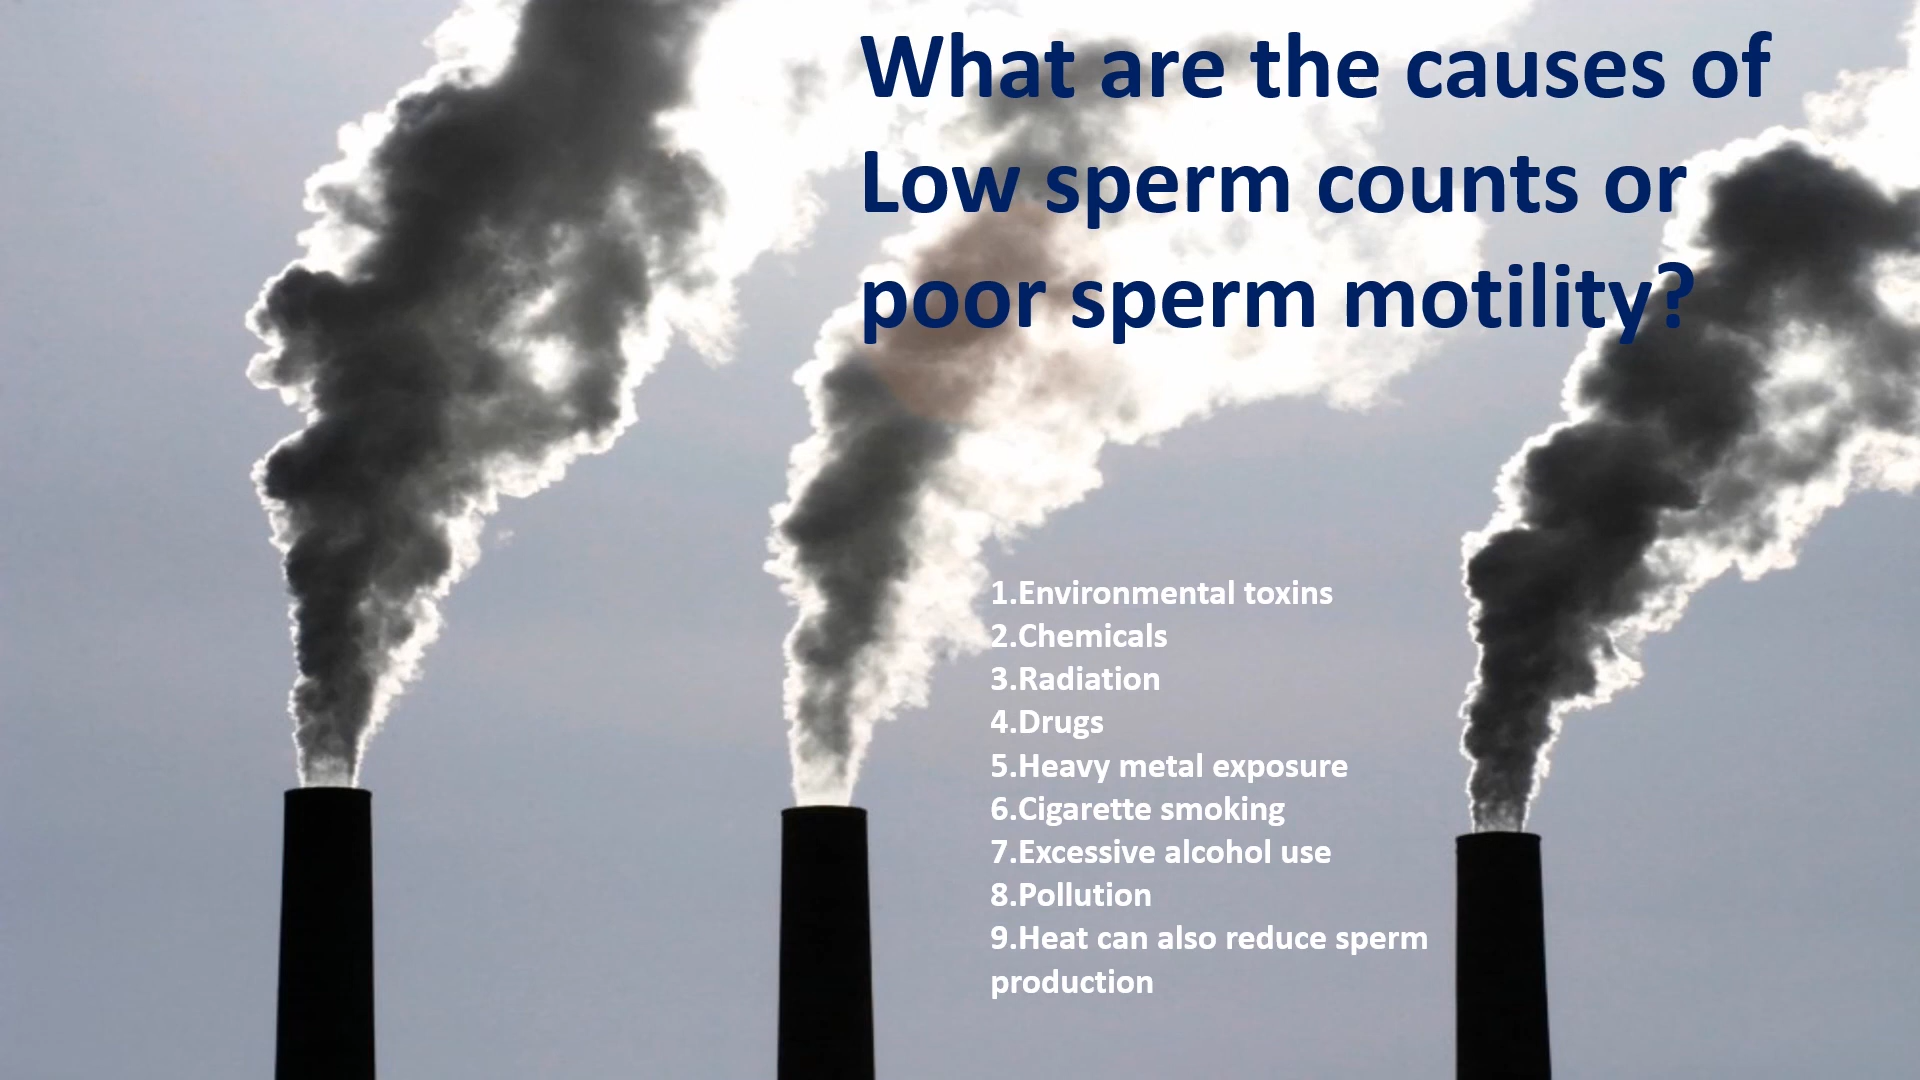 What are the causes of
Low sperm counts or
poor sperm motility?
1.Environmental toxins
2.Chemicals
3.Radiation
4.Drugs
5.Heavy metal exposure
6.Cigarette smoking
7.Excessive alcohol use
8.Pollution
9.Heat can also reduce sperm
production